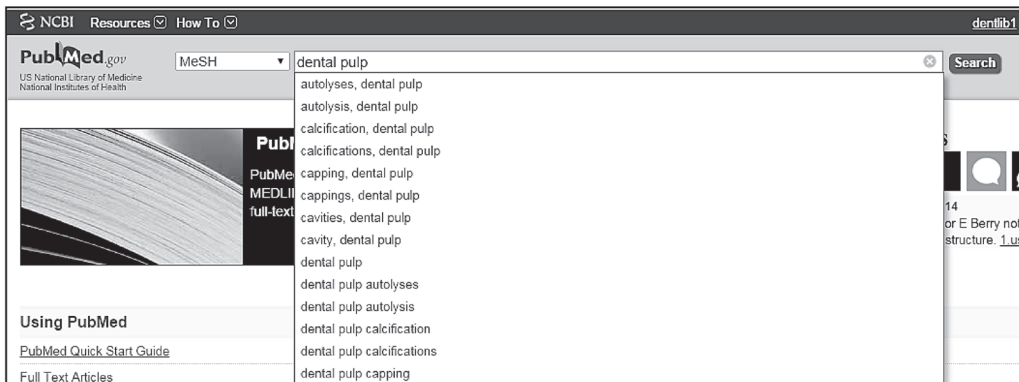 NCBI Resources How To dentlib1
PubMed.gov
US National Library of Medicine
National Institutes of Health
MeSH dental pulp Search
autolyses, dental pulp
autolysis, dental pulp
calcification, dental pulp
calcifications, dental pulp
capping, dental pulp
cappings, dental pulp
cavities, dental pulp
cavity, dental pulp
dental pulp
dental pulp autolyses
dental pulp autolysis
dental pulp calcification
dental pulp calcifications
dental pulp capping
full-text
14
or E Berry
structure.
Using PubMed
PubMed Quick Start Guide
Full Text Articles